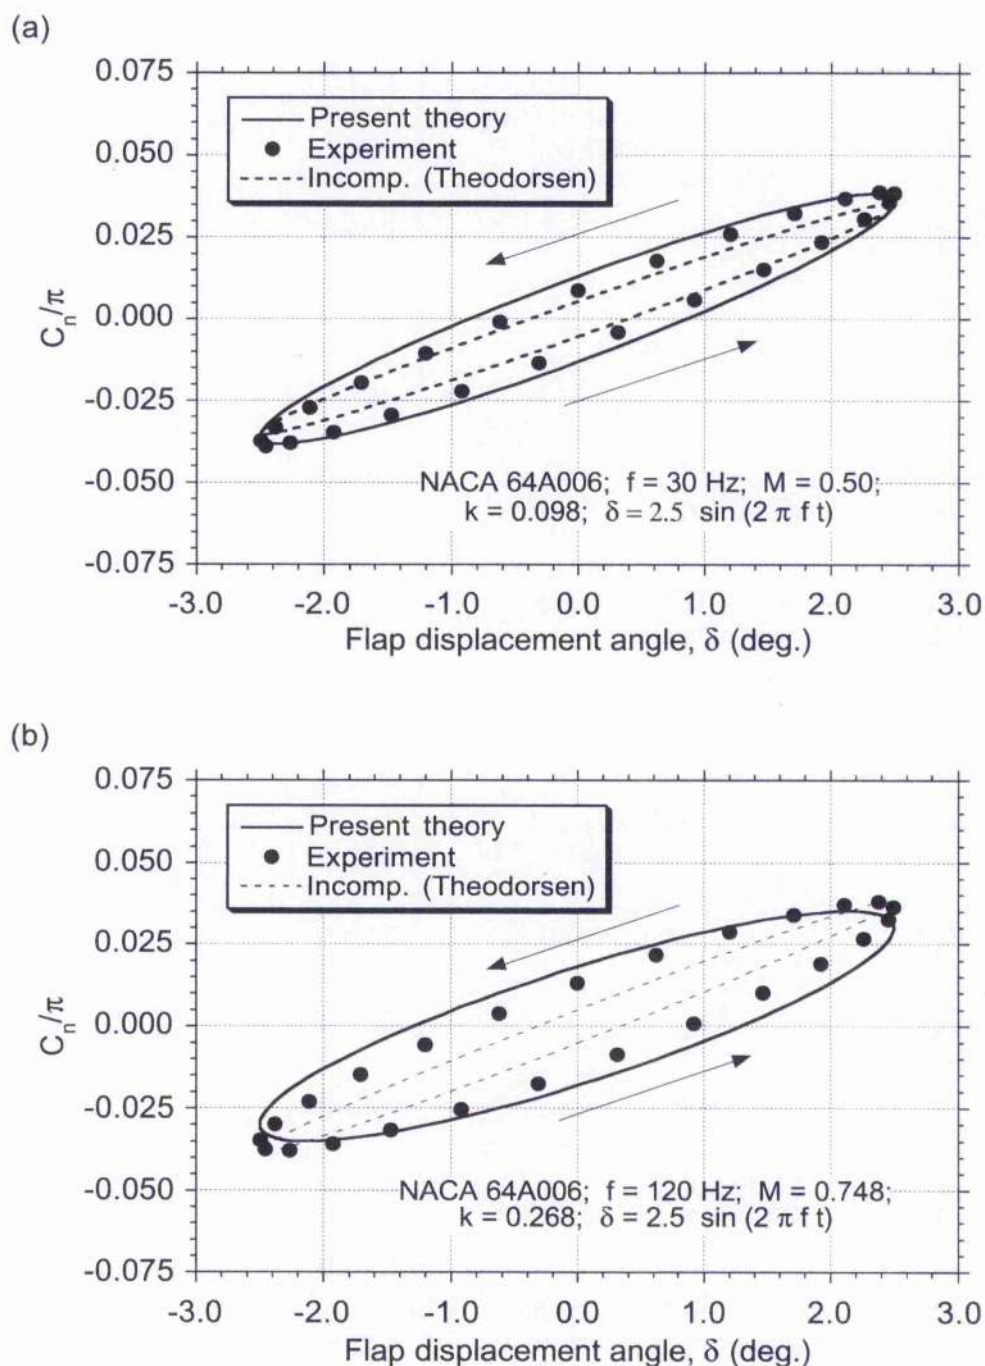 (a)
0.075
0.050
0.025
0.000
-0.025
-0.050
-0.075
Cn/π
Present theory
Experiment
Incomp. (Theodorsen)
NACA 64A006; f = 30 Hz; M = 0.50;
k = 0.098; δ = 2.5 sin (2 π f t)
-3.0 -2.0 -1.0 0.0 1.0 2.0 3.0
Flap displacement angle, δ (deg.)
(b)
0.075
0.050
0.025
0.000
-0.025
-0.050
-0.075
Cn/π
Present theory
Experiment
Incomp. (Theodorsen)
NACA 64A006; f = 120 Hz; M = 0.748;
k = 0.268; δ = 2.5 sin (2 π f t)
-3.0 -2.0 -1.0 0.0 1.0 2.0 3.0
Flap displacement angle, δ (deg.)